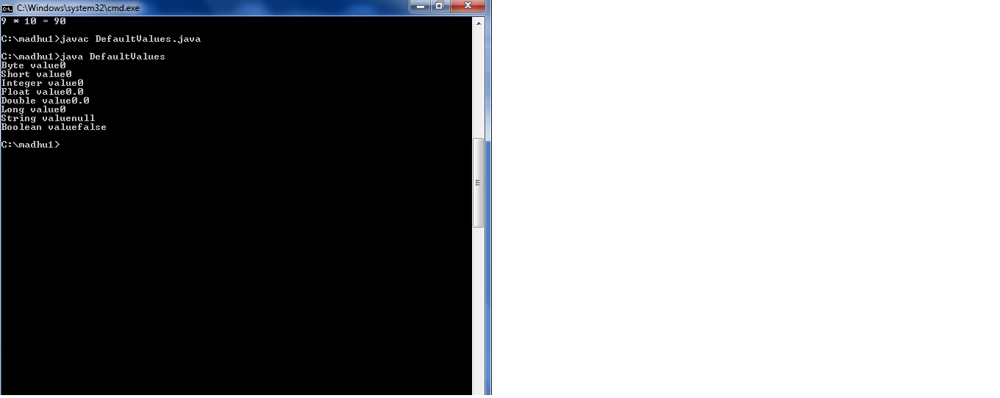 C:\Windows\system32\cmd.exe
9 * 10 = 90
C:\madhu1>javac DefaultValues.java
C:\madhu1>java DefaultValues
Byte value0
Short value0
Integer value0
Float value0.0
Double value0.0
Long value0
String valuenull
Boolean valuefalse
C:\madhu1>